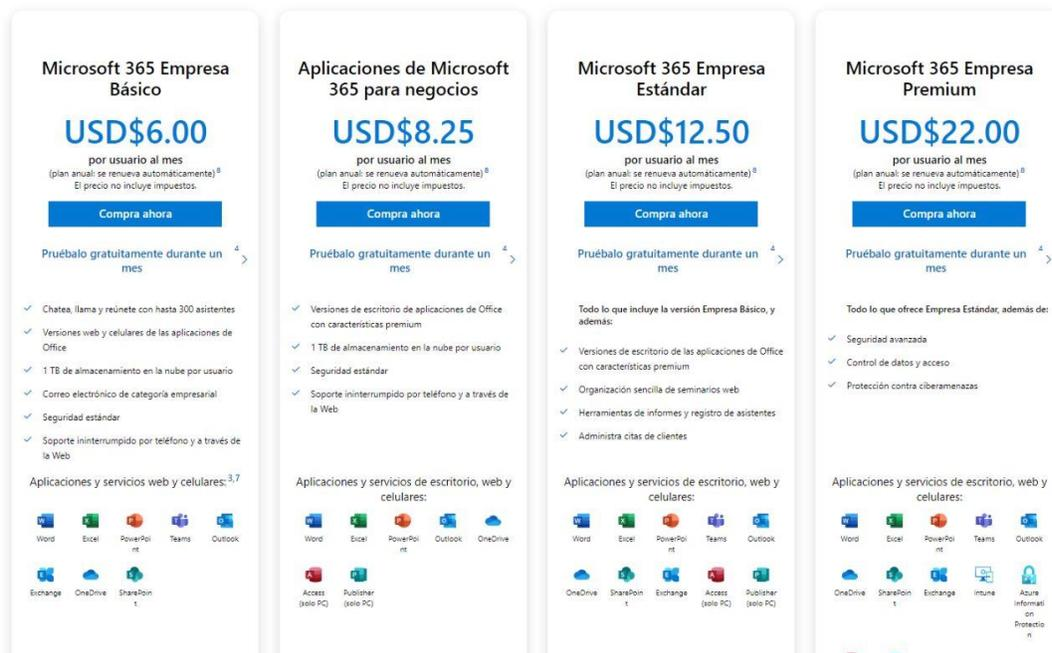 Microsoft 365 Empresa
Básico
USD$6.00
por usuario al mes
(plan anual: se renueva automáticamente) 8
El precio no incluye impuestos.
Compra ahora
Pruébalo gratuitamente durante un
mes 4
Chatea, llama y reúnete con hasta 300 asistentes
Versiones web y celulares de las aplicaciones de
Office
1 TB de almacenamiento en la nube por usuario
Correo electrónico de categoría empresarial
Seguridad estándar
Soporte ininterrumpido por teléfono y a través de
la Web
Aplicaciones y servicios web y celulares: 3,7
Word Excel PowerPoi
nt Teams Outlook
Exchange OneDrive SharePoin
t
Aplicaciones de Microsoft
365 para negocios
USD$8.25
por usuario al mes
(plan anual: se renueva automáticamente) 8
El precio no incluye impuestos.
Compra ahora
Pruébalo gratuitamente durante un
mes 4
Versiones de escritorio de aplicaciones de Office
con características premium
1 TB de almacenamiento en la nube por usuario
Seguridad estándar
Soporte ininterrumpido por teléfono y a través de
la Web
Aplicaciones y servicios de escritorio, web y
celulares:
Word Excel PowerPoi
nt Outlook OneDrive
Access
(solo PC) Publisher
(solo PC)
Microsoft 365 Empresa
Estándar
USD$12.50
por usuario al mes
(plan anual: se renueva automáticamente) 8
El precio no incluye impuestos.
Compra ahora
Pruébalo gratuitamente durante un
mes 4
Todo lo que incluye la versión Empresa Básico, y
además:
Versiones de escritorio de las aplicaciones de Office
con características premium
Organización sencilla de seminarios web
Herramientas de informes y registro de asistentes
Administra citas de clientes
Aplicaciones y servicios de escritorio, web y
celulares:
Word Excel PowerPoi
nt Teams Outlook
OneDrive SharePoin
t Exchange Access
(solo PC) Publisher
(solo PC)
Microsoft 365 Empresa
Premium
USD$22.00
por usuario al mes
(plan anual: se renueva automáticamente) 8
El precio no incluye impuestos.
Compra ahora
Pruébalo gratuitamente durante un
mes 4
Todo lo que ofrece Empresa Estándar, además de:
Seguridad avanzada
Control de datos y acceso
Protección contra ciberamenazas
Aplicaciones y servicios de escritorio, web y
celulares:
Word Excel PowerPoi
nt Teams Outlook
OneDrive SharePoin
t Exchange Intune Azure
Informati
on
Protectio
n